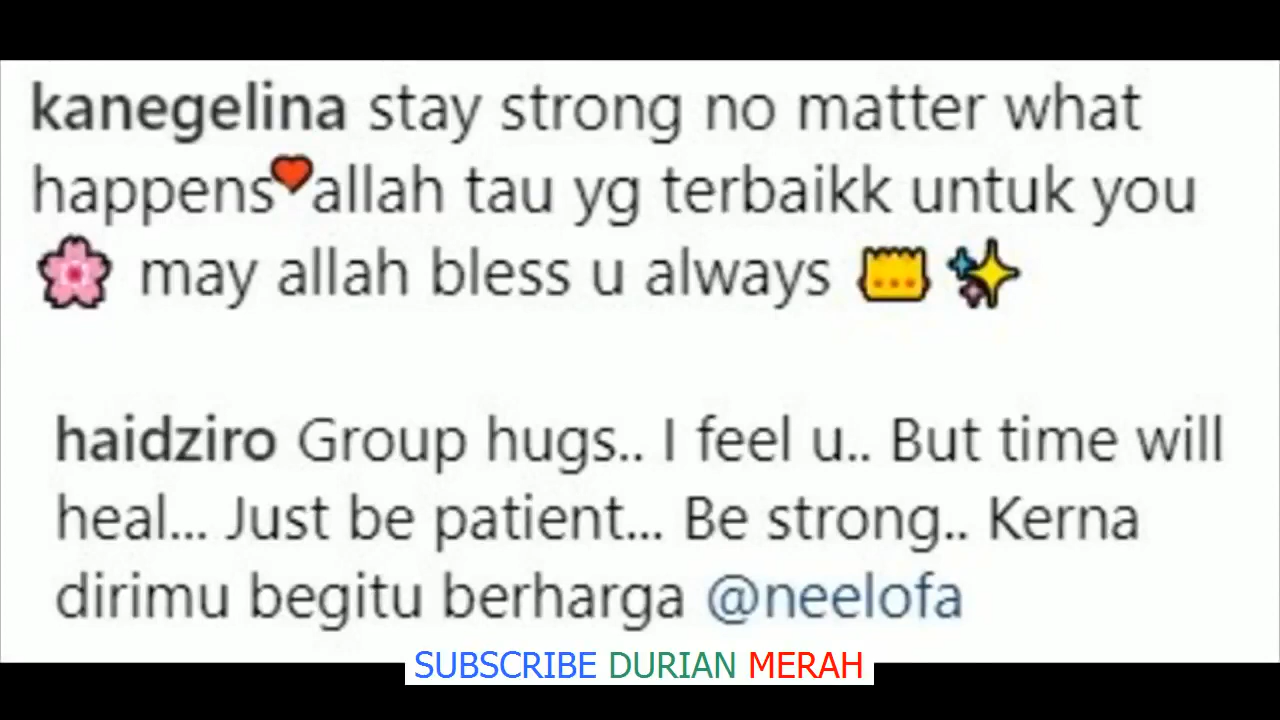 kanegelina stay strong no matter what
happens❤allah tau yg terbaikk untuk you
🌸 may allah bless u always ✨
haidziro Group hugs.. I feel u.. But time will
heal... Just be patient... Be strong.. Kerna
dirimu begitu berharga @neelofa
SUBSCRIBE DURIAN MERAH